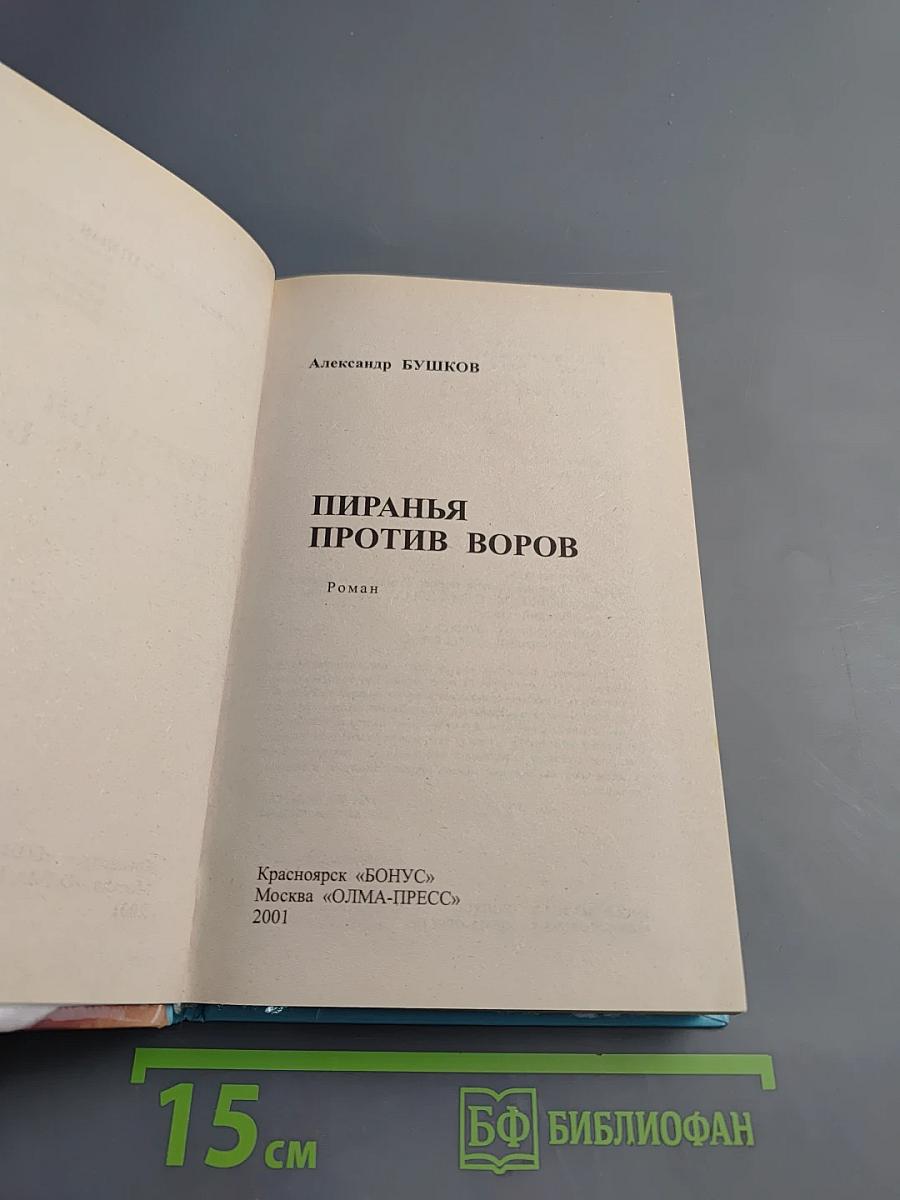 Александр БУШКОВ
ПИРАНЬЯ
ПРОТИВ ВОРОВ
Роман
Красноярск «БОНУС»
Москва «ОЛМА-ПРЕСС»
2001
15 см
БФ БИБЛИОФАН